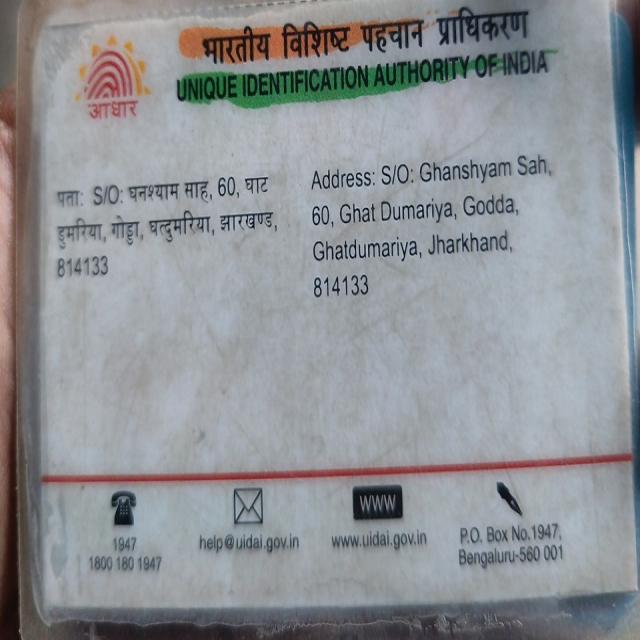 भारतीय विशिष्ट पहचान प्राधिकरण
UNIQUE IDENTIFICATION AUTHORITY OF INDIA
आधार
पता: S/O: घनश्याम साह, 60, घाट
डुमरिया, गोड्डा, घत्दुमरिया, झारखण्ड,
814133
Address: S/O: Ghanshyam Sah,
60, Ghat Dumariya, Godda,
Ghatdumariya, Jharkhand,
814133
1947
1800 180 1947
help@uidai.gov.in
WWW
www.uidai.gov.in
P.O. Box No.1947,
Bengaluru-560 001